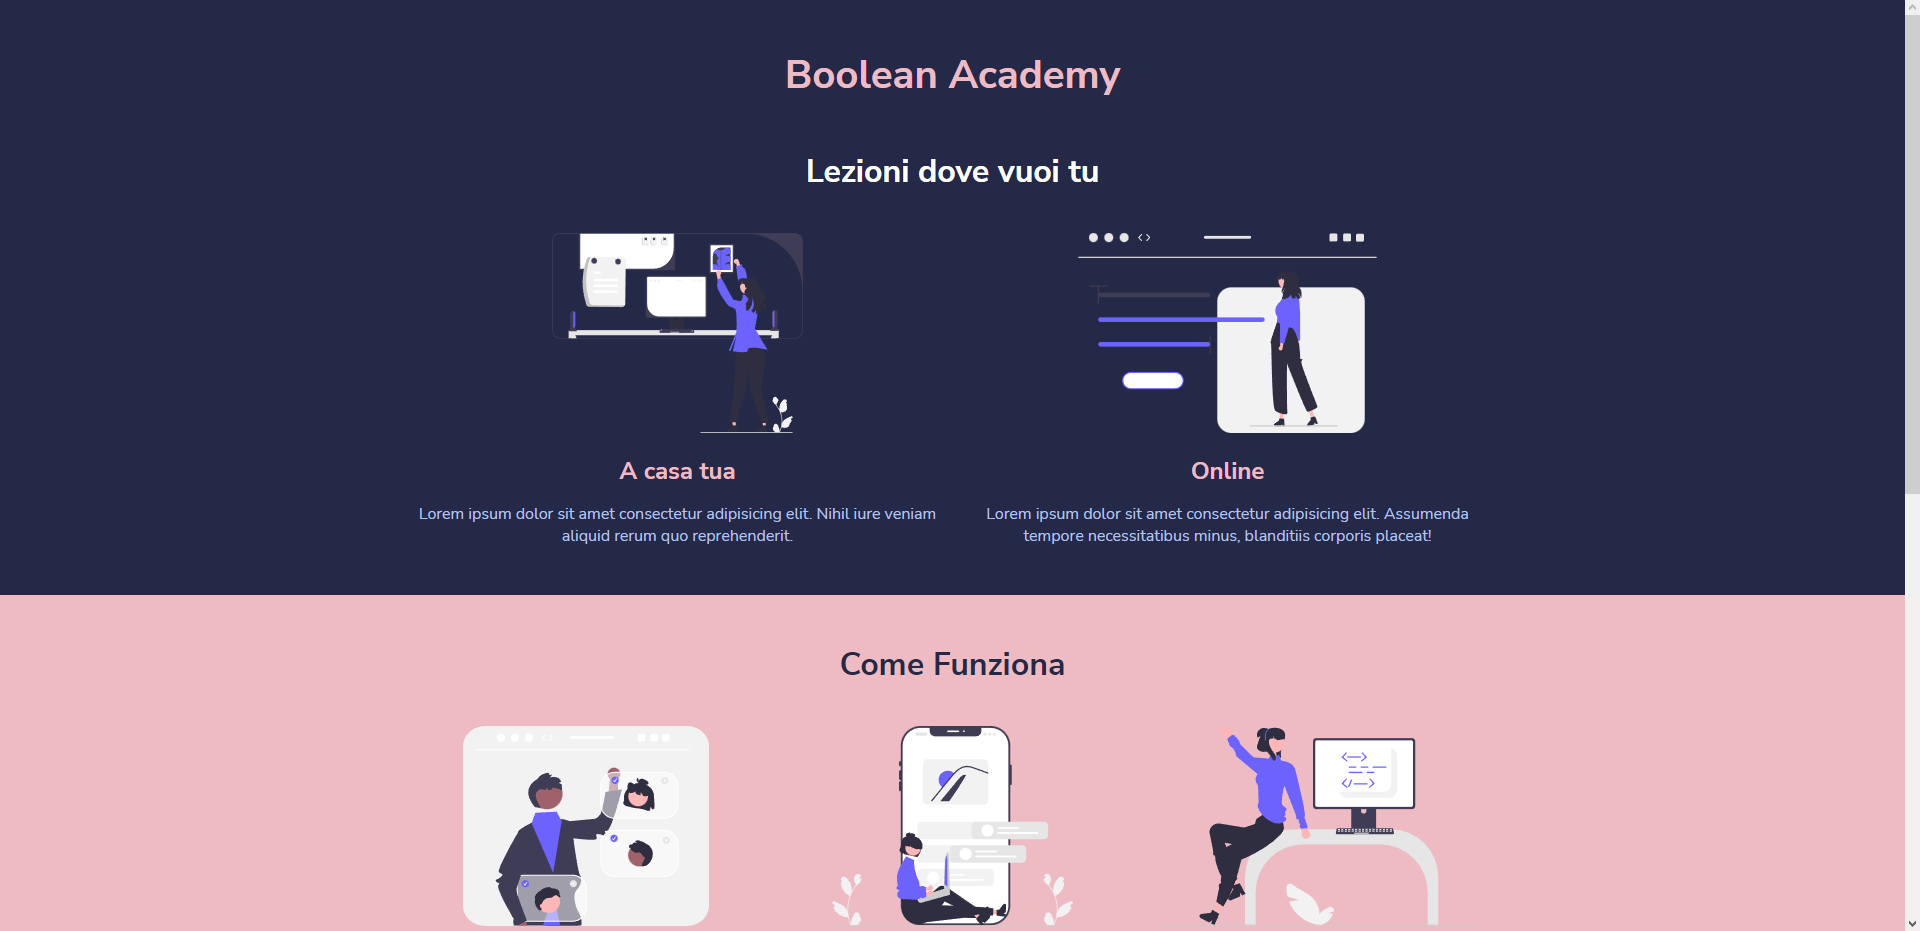 Boolean Academy
Lezioni dove vuoi tu
A casa tua
Lorem ipsum dolor sit amet consectetur adipisicing elit. Nihil iure veniam
aliquid rerum quo reprehenderit.
Online
Lorem ipsum dolor sit amet consectetur adipisicing elit. Assumenda
tempore necessitatibus minus, blanditiis corporis placeat!
Come Funziona